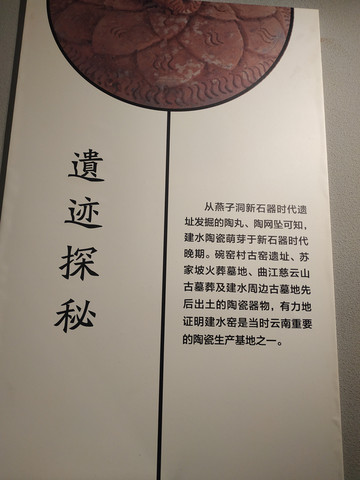 遺迹探秘
从燕子洞新石器时代遗
址发掘的陶丸、陶网坠可知，
建水陶瓷萌芽于新石器时代
晚期。碗窑村古窑遗址、苏
家坡火葬墓地、曲江慈云山
古墓葬及建水周边古墓地先
后出土的陶瓷器物，有力地
证明建水窑是当时云南重要
的陶瓷生产基地之一。